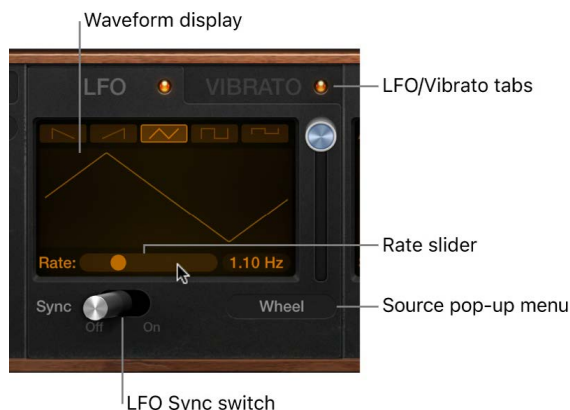 Waveform display
LFO
VIBRATO
LFO/Vibrato tabs
Rate:
1.10 Hz
Rate slider
Sync
Off
On
Wheel
Source pop-up menu
LFO Sync switch